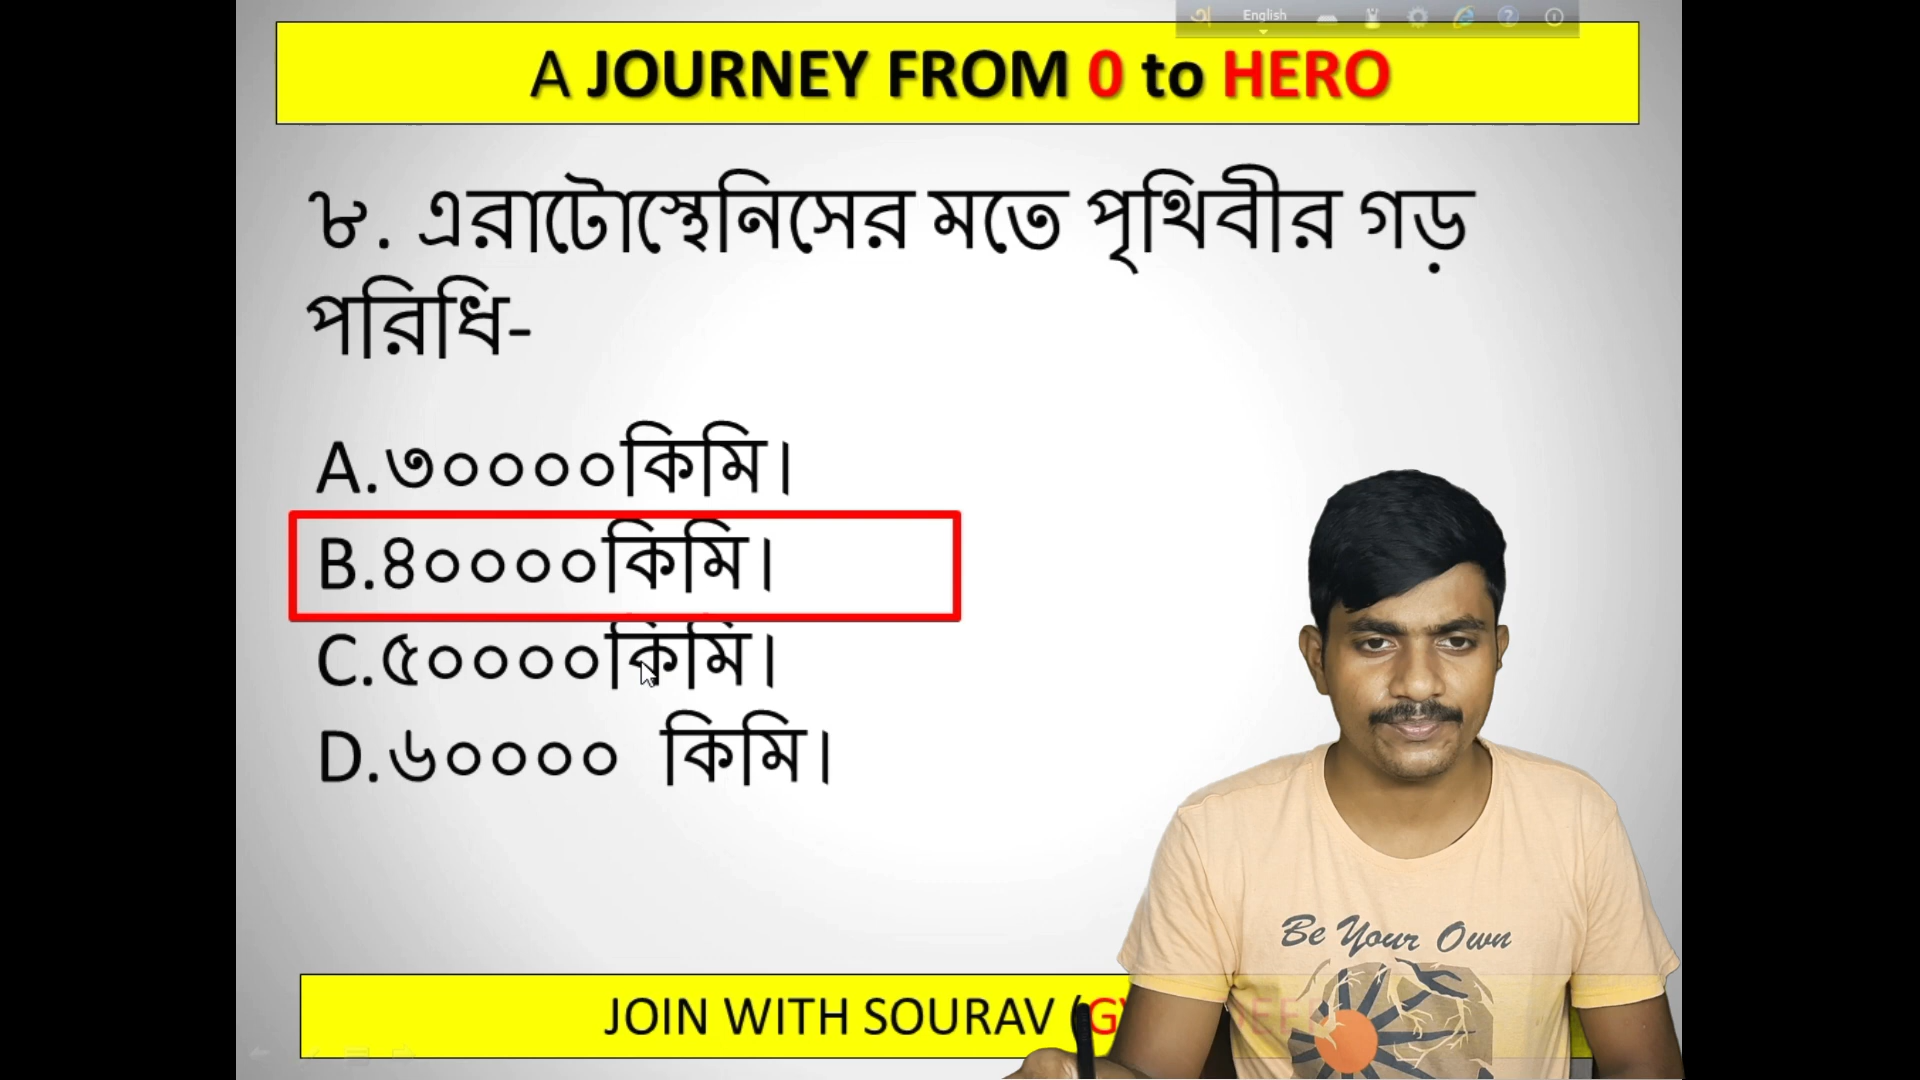 English
A JOURNEY FROM 0 to HERO
৮. এরাটোস্থেনিসের মতে পৃথিবীর গড়
পরিধি-
A.৩০০০০কিমি।
B.৪০০০০কিমি।
C.৫০০০০কিমি।
D.৬০০০০ কিমি।
Be Your Own
JOIN WITH SOURAV (